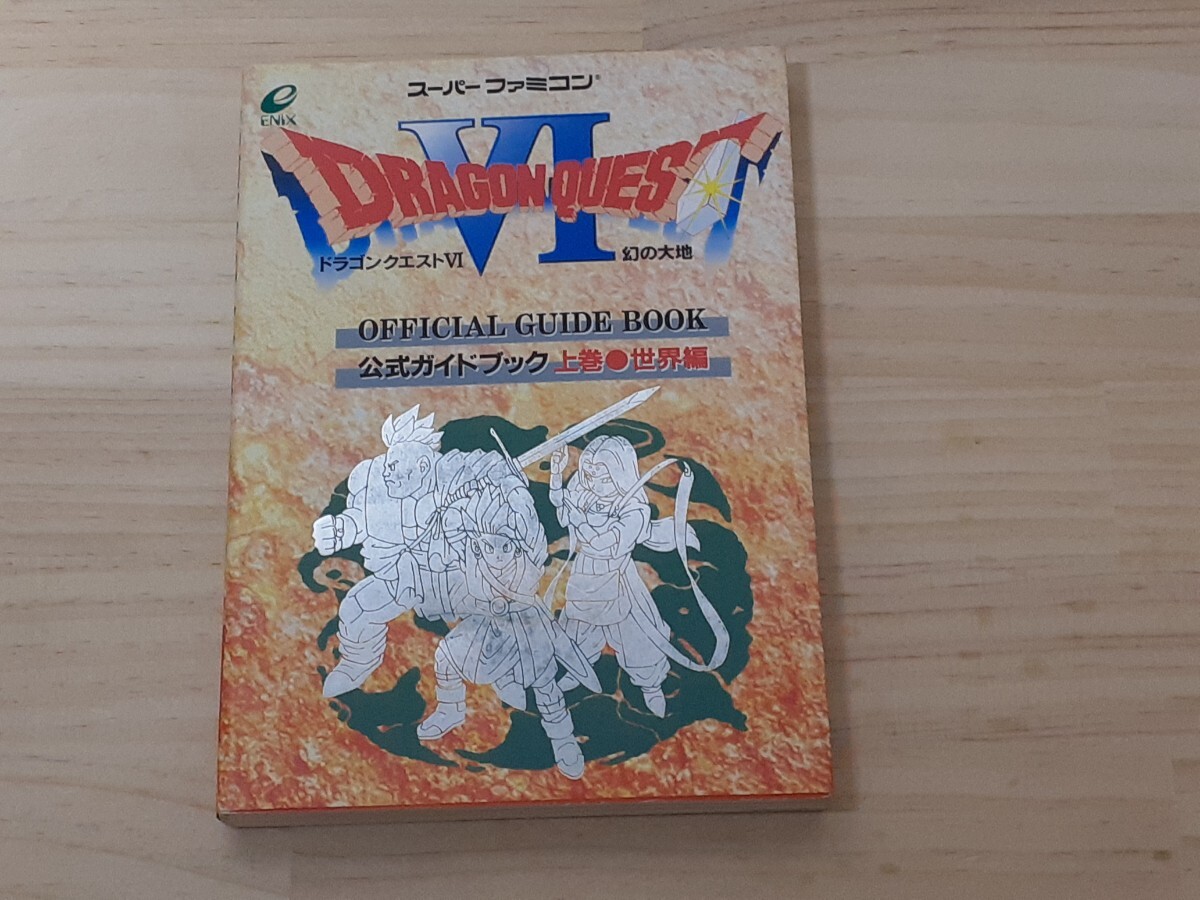 スーパーファミコン®
e
ENIX
VI
DRAGON QUEST
ドラゴンクエストVI 幻の大地
OFFICIAL GUIDE BOOK
公式ガイドブック 上巻●世界編